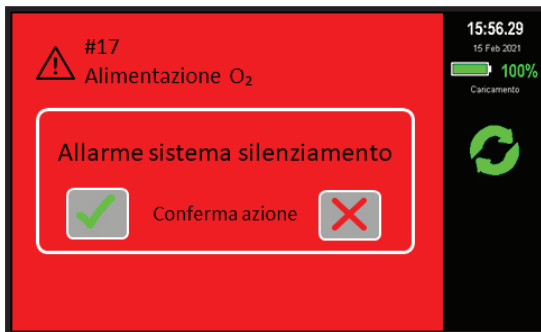 #17
Alimentazione O₂
Allarme sistema silenziamento
Conferma azione
15:56.29
15 Feb 2021
100%
Caricamento